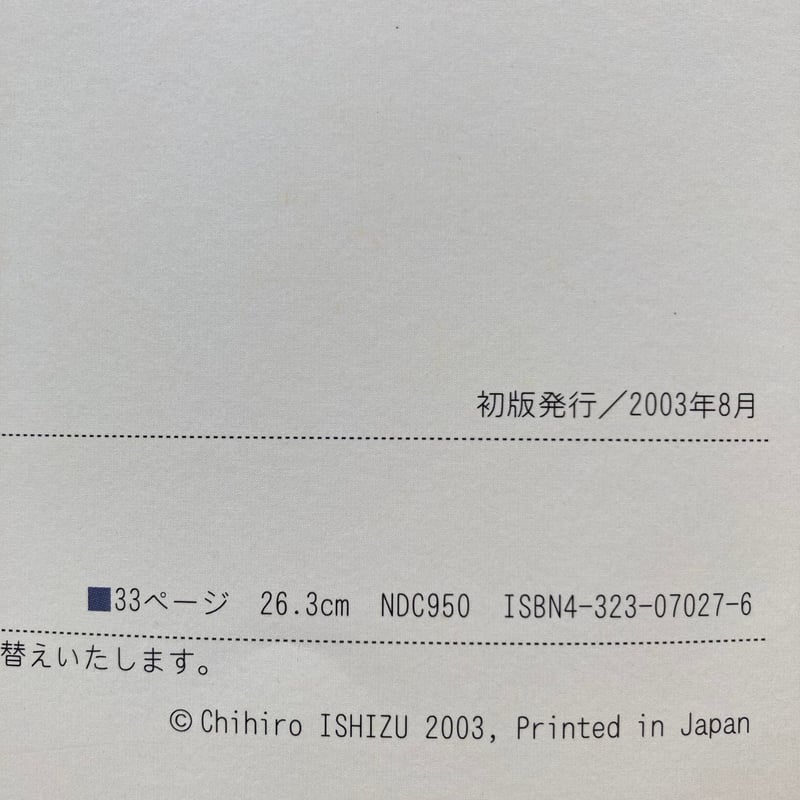 初版発行／2003年8月
■33ページ　26.3cm　NDC950　ISBN4-323-07027-6
替えいたします。
©Chihiro ISHIZU 2003, Printed in Japan